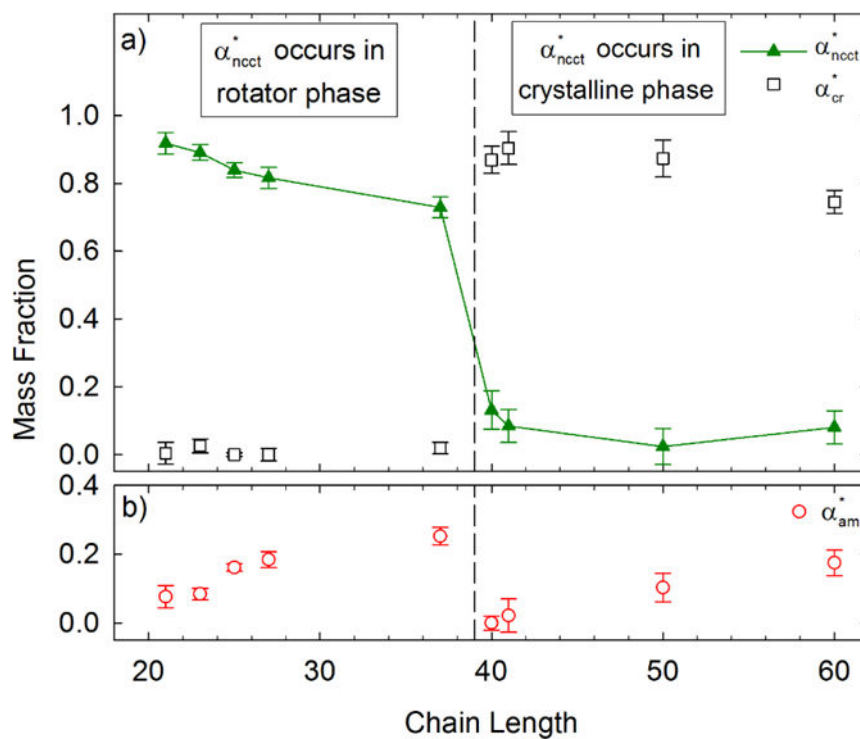 a)
α*ncct occurs in
rotator phase
α*ncct occurs in
crystalline phase
α*ncct
α*cr
1.0
0.8
0.6
0.4
0.2
0.0
Mass Fraction
b)
α*am
0.4
0.2
0.0
20 30 40 50 60
Chain Length